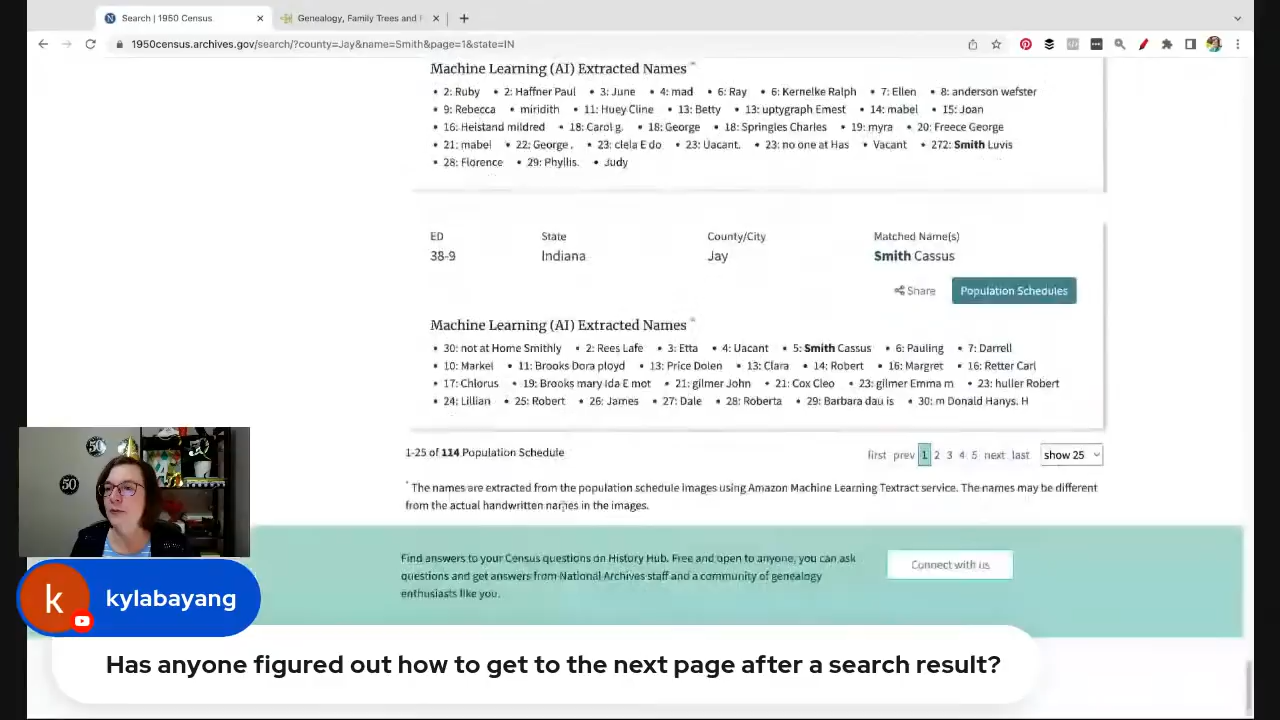 Search | 1950 Census
Genealogy, Family Trees and
1950census.archives.gov/search/?county=Jay&name=Smith&page=1&state=IN
Machine Learning (AI) Extracted Names *
• 2: Ruby • 2: Haffner Paul • 3: June • 4: mad • 6: Ray • 6: Kernelke Ralph • 7: Ellen • 8: anderson wefster
• 9: Rebecca • miridith • 11: Huey Cline • 13: Betty • 13: uptygraph Emest • 14: mabel • 15: Joan
• 16: Heistand mildred • 18: Carol g. • 18: George • 18: Springles Charles • 19: myra • 20: Freece George
• 21: mabel • 22: George . • 23: clela E do • 23: Uacant. • 23: no one at Has • Vacant • 272: Smith Luvis
• 28: Florence • 29: Phyllis. • Judy
ED State County/City Matched Name(s)
38-9 Indiana Jay Smith Cassus
Share Population Schedules
Machine Learning (AI) Extracted Names *
• 30: not at Home Smithly • 2: Rees Lafe • 3: Etta • 4: Uacant • 5: Smith Cassus • 6: Pauling • 7: Darrell
• 10: Markel • 11: Brooks Dora ployd • 13: Price Dolen • 13: Clara • 14: Robert • 16: Margret • 16: Retter Carl
• 17: Chlorus • 19: Brooks mary Ida E mot • 21: gilmer John • 21: Cox Cleo • 23: gilmer Emma m • 23: huller Robert
• 24: Lillian • 25: Robert • 26: James • 27: Dale • 28: Roberta • 29: Barbara dau is • 30: m Donald Hanys. H
1-25 of 114 Population Schedule
first prev 1 2 3 4 5 next last show 25
* The names are extracted from the population schedule images using Amazon Machine Learning Textract service. The names may be different
from the actual handwritten names in the images.
Find answers to your Census questions on History Hub. Free and open to anyone, you can ask
questions and get answers from National Archives staff and a community of genealogy
enthusiasts like you.
Connect with us
50
50
k
kylabayang
Has anyone figured out how to get to the next page after a search result?